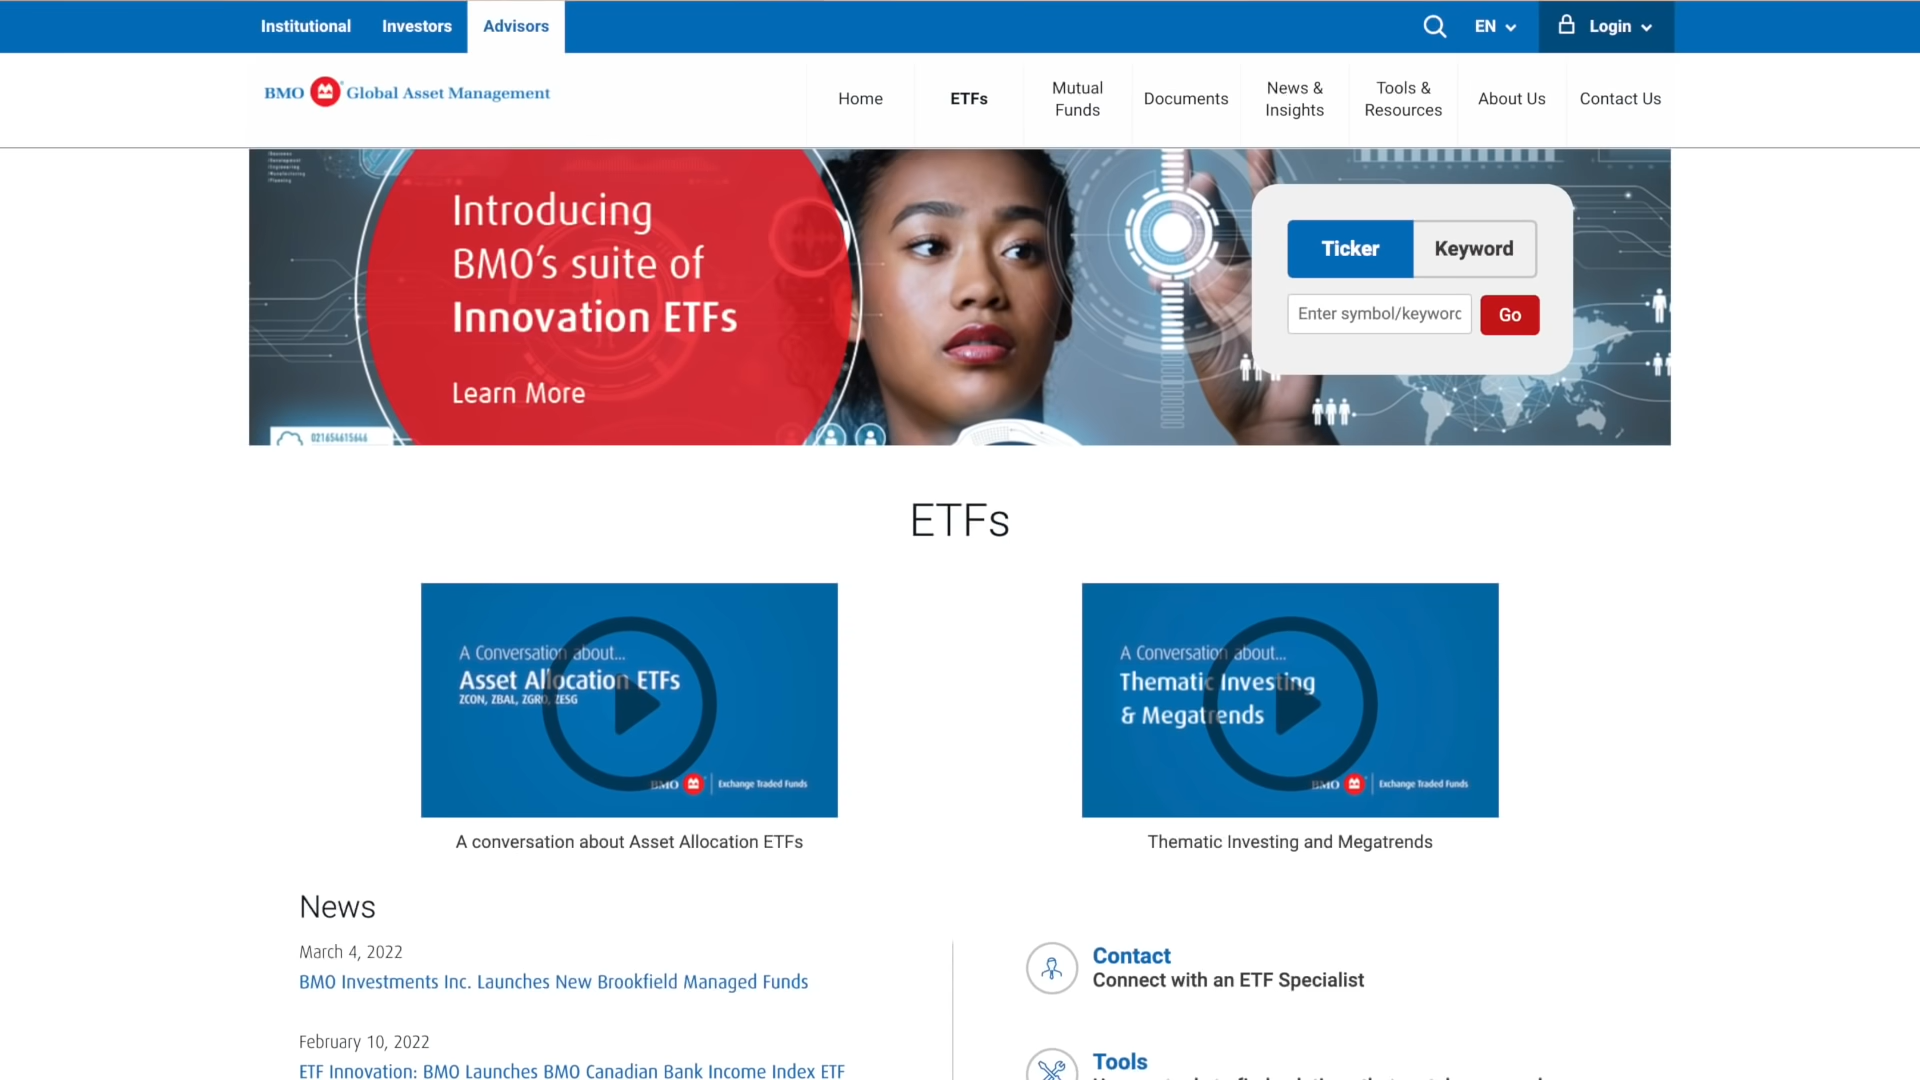 Institutional
Investors
Advisors
EN
Login
BMO Global Asset Management
Home
ETFs
Mutual
Funds
Documents
News &
Insights
Tools &
Resources
About Us
Contact Us
Introducing
BMO's suite of
Innovation ETFs
Learn More
021654615646
Ticker
Keyword
Enter symbol/keyword
Go
ETFs
A Conversation about...
Asset Allocation ETFs
ZCON, ZBAL, ZGRO, ZESG
BMO Exchange Traded Funds
A conversation about Asset Allocation ETFs
A Conversation about...
Thematic Investing
& Megatrends
BMO Exchange Traded Funds
Thematic Investing and Megatrends
News
March 4, 2022
BMO Investments Inc. Launches New Brookfield Managed Funds
February 10, 2022
ETF Innovation: BMO Launches BMO Canadian Bank Income Index ETF
Contact
Connect with an ETF Specialist
Tools